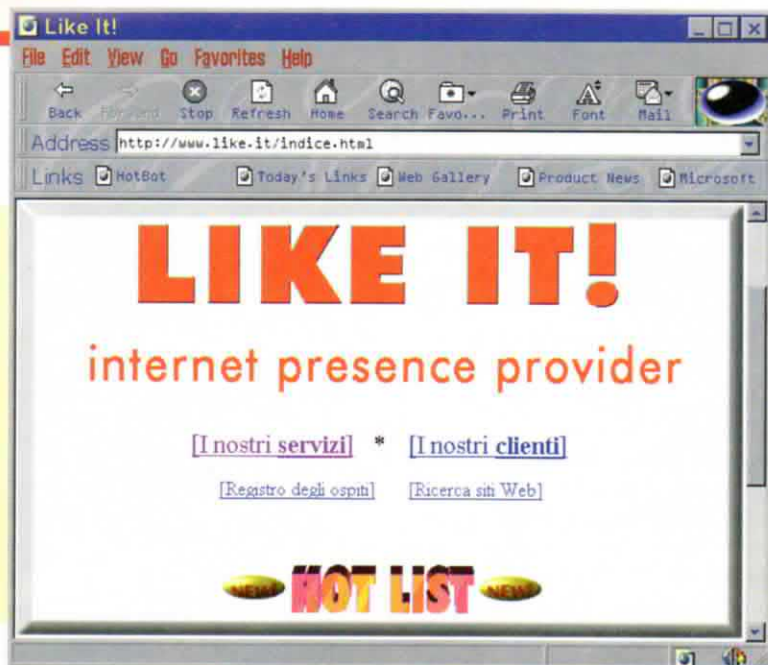 Like It!
File Edit View Go Favorites Help
Back Forward Stop Refresh Home Search Favo... Print Font Mail
Address http://www.like.it/indice.html
Links HotBot Today's Links Web Gallery Product News Microsoft
LIKE IT!
internet presence provider
[I nostri servizi] * [I nostri clienti]
[Registro degli ospiti] [Ricerca siti Web]
NEW! HOT LIST NEW!